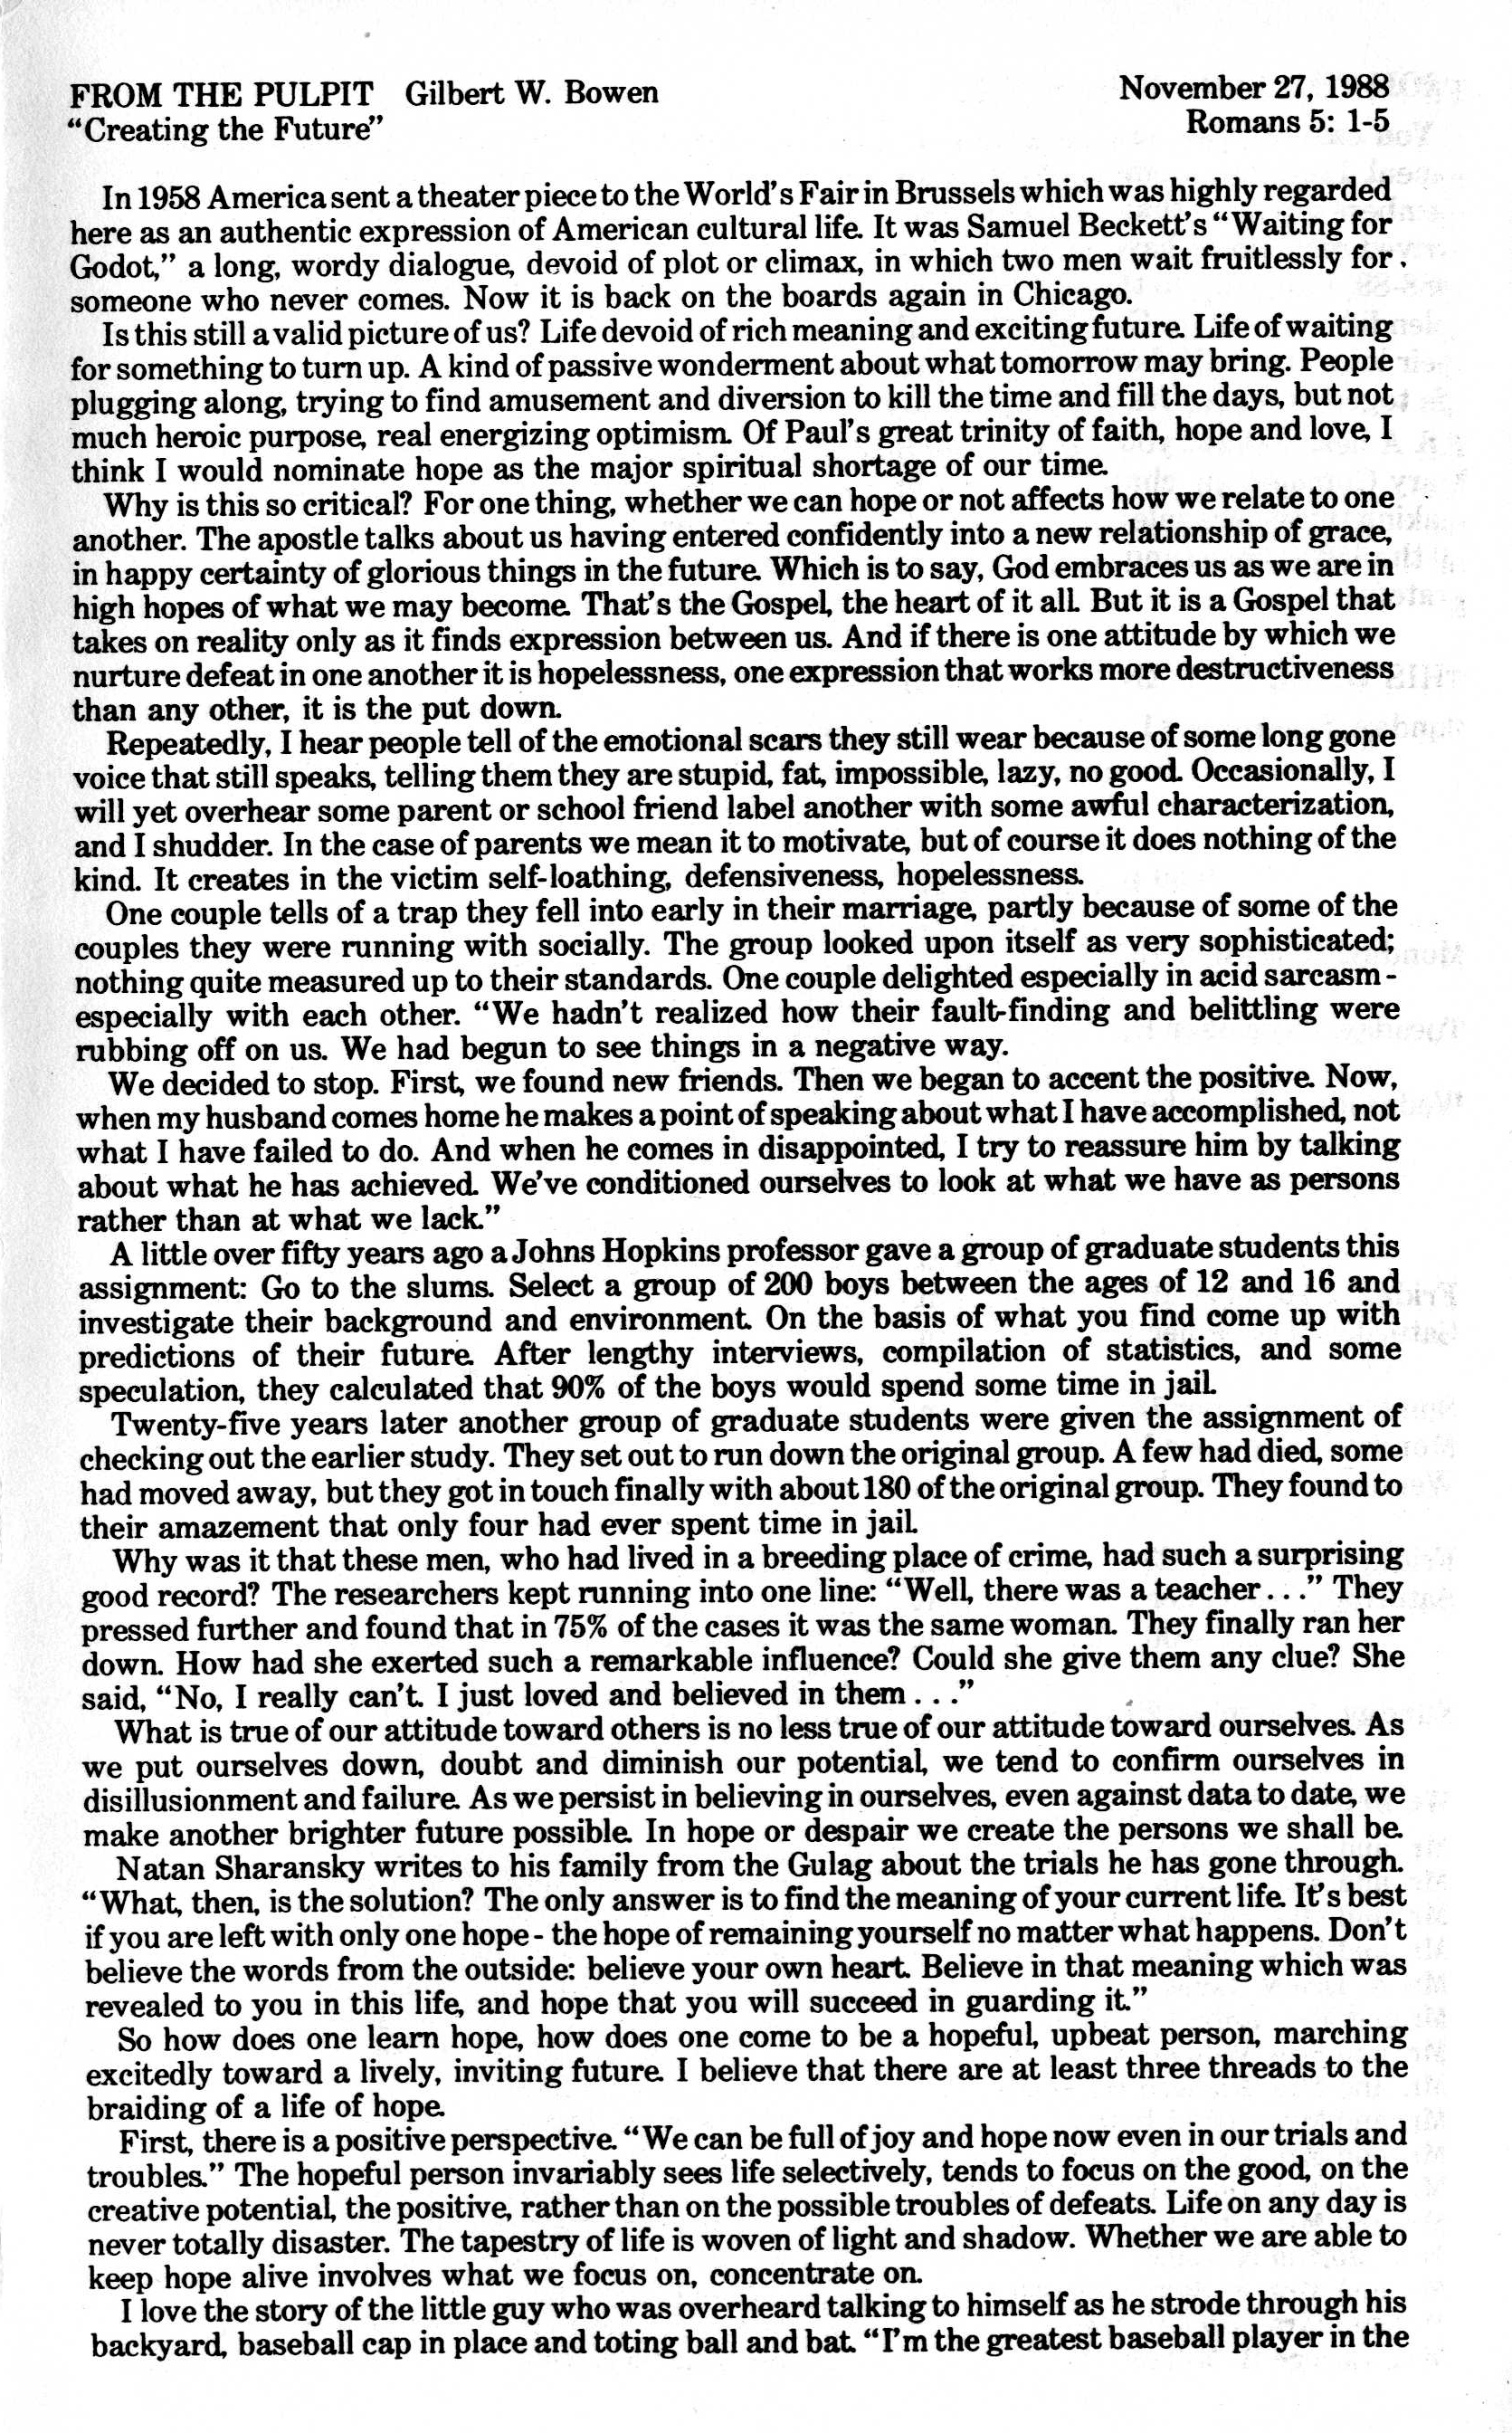 FROM THE PULPIT Gilbert W. Bowen November 27, 1988
"Creating the Future" Romans 5: 1-5
In 1958 America sent a theater piece to the World's Fair in Brussels which was highly regarded
here as an authentic expression of American cultural life. It was Samuel Beckett's "Waiting for
Godot," a long, wordy dialogue, devoid of plot or climax, in which two men wait fruitlessly for
someone who never comes. Now it is back on the boards again in Chicago.
Is this still a valid picture of us? Life devoid of rich meaning and exciting future. Life of waiting
for something to turn up. A kind of passive wonderment about what tomorrow may bring. People
plugging along, trying to find amusement and diversion to kill the time and fill the days, but not
much heroic purpose, real energizing optimism. Of Paul's great trinity of faith, hope and love, I
think I would nominate hope as the major spiritual shortage of our time.
Why is this so critical? For one thing, whether we can hope or not affects how we relate to one
another. The apostle talks about us having entered confidently into a new relationship of grace,
in happy certainty of glorious things in the future. Which is to say, God embraces us as we are in
high hopes of what we may become. That's the Gospel, the heart of it all. But it is a Gospel that
takes on reality only as it finds expression between us. And if there is one attitude by which we
nurture defeat in one another it is hopelessness, one expression that works more destructiveness
than any other, it is the put down.
Repeatedly, I hear people tell of the emotional scars they still wear because of some long gone
voice that still speaks, telling them they are stupid, fat, impossible, lazy, no good. Occasionally, I
will yet overhear some parent or school friend label another with some awful characterization,
and I shudder. In the case of parents we mean it to motivate, but of course it does nothing of the
kind. It creates in the victim self-loathing, defensiveness, hopelessness.
One couple tells of a trap they fell into early in their marriage, partly because of some of the
couples they were running with socially. The group looked upon itself as very sophisticated;
nothing quite measured up to their standards. One couple delighted especially in acid sarcasm -
especially with each other. "We hadn't realized how their fault-finding and belittling were
rubbing off on us. We had begun to see things in a negative way.
We decided to stop. First, we found new friends. Then we began to accent the positive. Now,
when my husband comes home he makes a point of speaking about what I have accomplished, not
what I have failed to do. And when he comes in disappointed, I try to reassure him by talking
about what he has achieved. We've conditioned ourselves to look at what we have as persons
rather than at what we lack."
A little over fifty years ago a Johns Hopkins professor gave a group of graduate students this
assignment: Go to the slums. Select a group of 200 boys between the ages of 12 and 16 and
investigate their background and environment. On the basis of what you find come up with
predictions of their future. After lengthy interviews, compilation of statistics, and some
speculation, they calculated that 90% of the boys would spend some time in jail.
Twenty-five years later another group of graduate students were given the assignment of
checking out the earlier study. They set out to run down the original group. A few had died, some
had moved away, but they got in touch finally with about 180 of the original group. They found to
their amazement that only four had ever spent time in jail.
Why was it that these men, who had lived in a breeding place of crime, had such a surprising
good record? The researchers kept running into one line: "Well, there was a teacher . . ." They
pressed further and found that in 75% of the cases it was the same woman. They finally ran her
down. How had she exerted such a remarkable influence? Could she give them any clue? She
said, "No, I really can't. I just loved and believed in them . . ."
What is true of our attitude toward others is no less true of our attitude toward ourselves. As
we put ourselves down, doubt and diminish our potential, we tend to confirm ourselves in
disillusionment and failure. As we persist in believing in ourselves, even against data to date, we
make another brighter future possible. In hope or despair we create the persons we shall be.
Natan Sharansky writes to his family from the Gulag about the trials he has gone through.
"What, then, is the solution? The only answer is to find the meaning of your current life. It's best
if you are left with only one hope - the hope of remaining yourself no matter what happens. Don't
believe the words from the outside: believe your own heart. Believe in that meaning which was
revealed to you in this life, and hope that you will succeed in guarding it."
So how does one learn hope, how does one come to be a hopeful, upbeat person, marching
excitedly toward a lively, inviting future. I believe that there are at least three threads to the
braiding of a life of hope.
First, there is a positive perspective. "We can be full of joy and hope now even in our trials and
troubles." The hopeful person invariably sees life selectively, tends to focus on the good, on the
creative potential, the positive, rather than on the possible troubles of defeats. Life on any day is
never totally disaster. The tapestry of life is woven of light and shadow. Whether we are able to
keep hope alive involves what we focus on, concentrate on.
I love the story of the little guy who was overheard talking to himself as he strode through his
backyard, baseball cap in place and toting ball and bat. "I'm the greatest baseball player in the